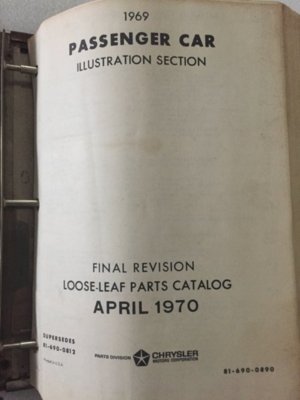 1969
PASSENGER CAR
ILLUSTRATION SECTION
FINAL REVISION
LOOSE-LEAF PARTS CATALOG
APRIL 1970
SUPERSEDES
81-690-0812
PARTS DIVISION
CHRYSLER
MOTORS CORPORATION
81-690-0890